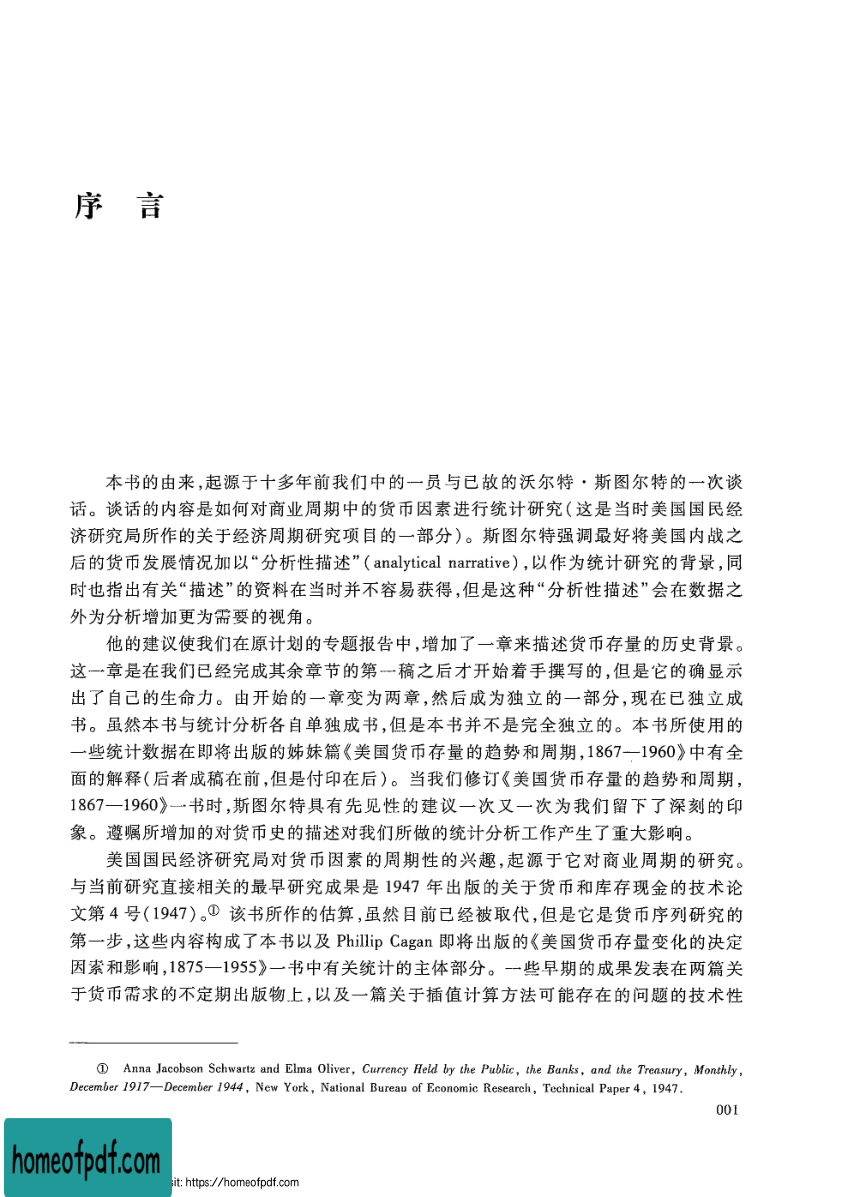 序 言
本书的由来,起源于十多年前我们中的一员与已故的沃尔特·斯图尔特的一次谈
话。谈话的内容是如何对商业周期中的货币因素进行统计研究(这是当时美国国民经
济研究局所作的关于经济周期研究项目的一部分)。斯图尔特强调最好将美国内战之
后的货币发展情况加以“分析性描述”(analytical narrative),以作为统计研究的背景,同
时也指出有关“描述”的资料在当时并不容易获得,但是这种“分析性描述”会在数据之
外为分析增加更为需要的视角。
他的建议使我们在原计划的专题报告中,增加了一章来描述货币存量的历史背景。
这一章是在我们已经完成其余章节的第一稿之后才开始着手撰写的,但是它的确显示
出了自己的生命力。由开始的一章变为两章,然后成为独立的一部分,现在已独立成
书。虽然本书与统计分析各自单独成书,但是本书并不是完全独立的。本书所使用的
一些统计数据在即将出版的姊妹篇《美国货币存量的趋势和周期,1867—1960》中有全
面的解释(后者成稿在前,但是付印在后)。当我们修订《美国货币存量的趋势和周期,
1867—1960》一书时,斯图尔特具有先见性的建议一次又一次为我们留下了深刻的印
象。遵嘱所增加的对货币史的描述对我们所做的统计分析工作产生了重大影响。
美国国民经济研究局对货币因素的周期性的兴趣,起源于它对商业周期的研究。
与当前研究直接相关的最早研究成果是 1947 年出版的关于货币和库存现金的技术论
文第 4 号(1947)。① 该书所作的估算,虽然目前已经被取代,但是它是货币序列研究的
第一步,这些内容构成了本书以及 Phillip Cagan 即将出版的《美国货币存量变化的决定
因素和影响,1875—1955》一书中有关统计的主体部分。一些早期的成果发表在两篇关
于货币需求的不定期出版物上,以及一篇关于插值计算方法可能存在的问题的技术性
① Anna Jacobson Schwartz and Elma Oliver, Currency Held by the Public, the Banks, and the Treasury, Monthly,
December 1917—December 1944, New York, National Bureau of Economic Research, Technical Paper 4, 1947.
001
homeofpdf.com
sit: https://homeofpdf.com